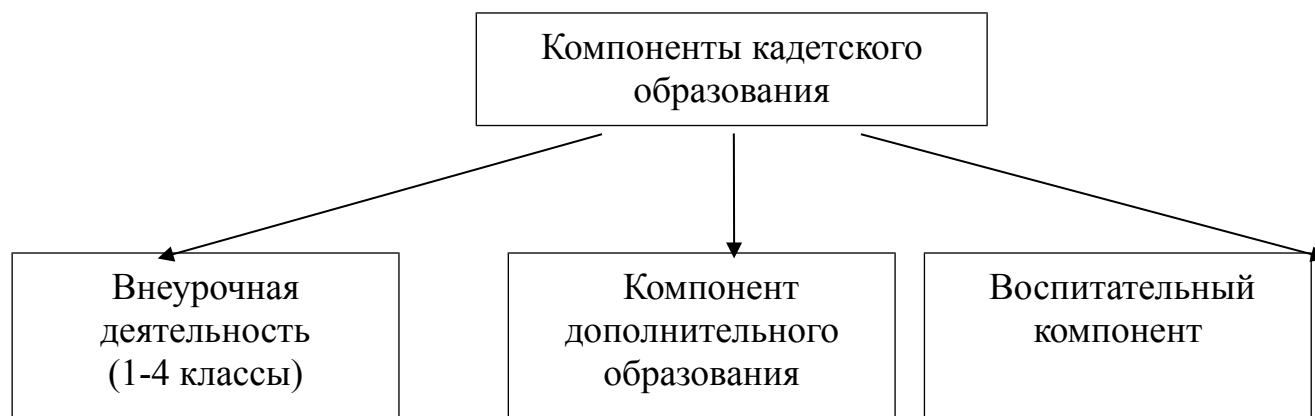 Компоненты кадетского
образования
Внеурочная
деятельность
(1-4 классы)
Компонент
дополнительного
образования
Воспитательный
компонент